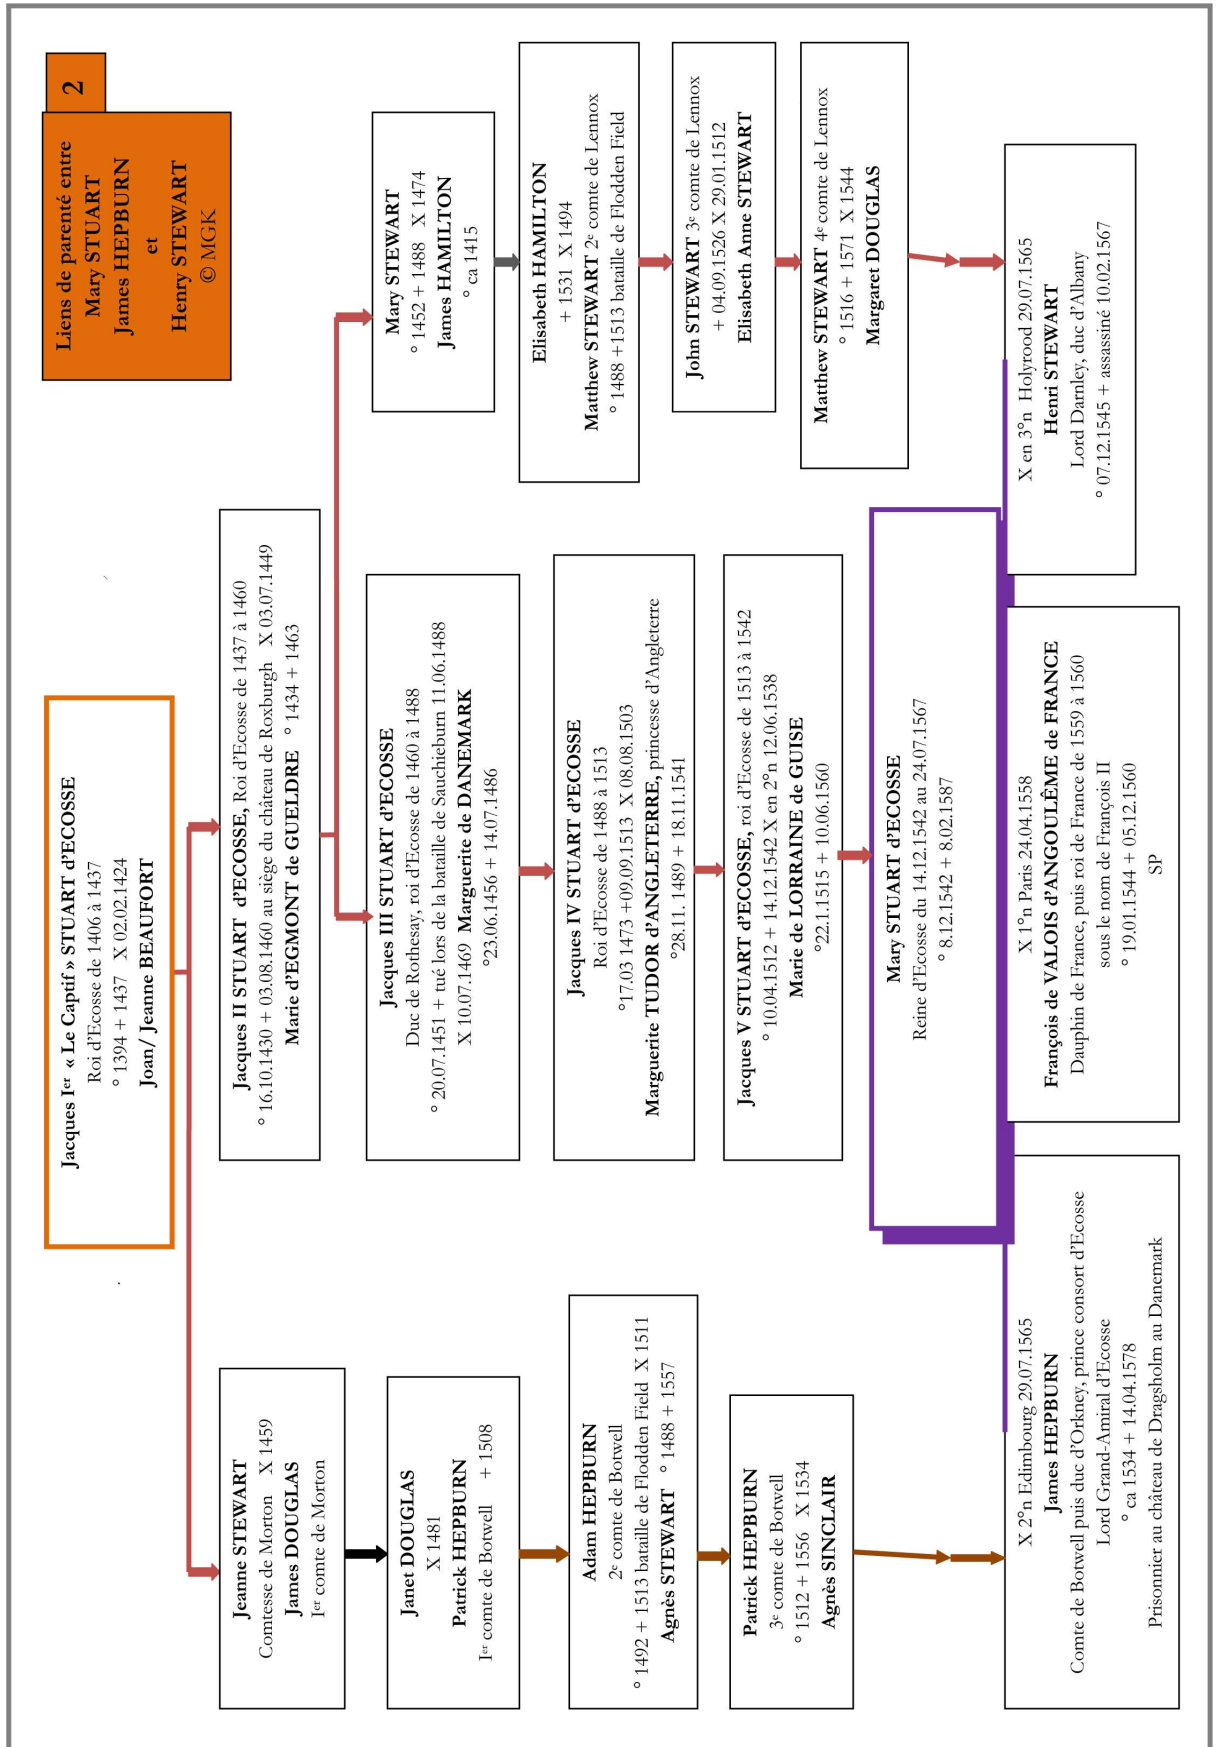 Liens de parenté entre
Mary STUART
James HEPBURN
et
Henry STEWART
© MGK
2
Jacques Ier « Le Captif » STUART d'ECOSSE
Roi d'Ecosse de 1406 à 1437
° 1394 + 1437 X 02.02.1424
Joan/ Jeanne BEAUFORT
Jeanne STEWART
Comtesse de Morton X 1459
James DOUGLAS
Ier comte de Morton
Jacques II STUART d'ECOSSE, Roi d'Ecosse de 1437 à 1460
° 16.10.1430 + 03.08.1460 au siège du château de Roxburgh X 03.07.1449
Marie d'EGMONT de GUELDRE ° 1434 + 1463
Janet DOUGLAS
X 1481
Patrick HEPBURN
Ier comte de Botwell + 1508
Jacques III STUART d'ECOSSE
Duc de Rothesay, roi d'Ecosse de 1460 à 1488
° 20.07.1451 + tué lors de la bataille de Sauchieburn 11.06.1488
X 10.07.1469 Marguerite de DANEMARK
°23.06.1456 + 14.07.1486
Mary STEWART
° 1452 + 1488 X 1474
James HAMILTON
° ca 1415
Adam HEPBURN
2e comte de Botwell
° 1492 + 1513 bataille de Flodden Field X 1511
Agnès STEWART ° 1488 + 1557
Jacques IV STUART d'ECOSSE
Roi d'Ecosse de 1488 à 1513
°17.03 1473 +09.09.1513 X 08.08.1503
Marguerite TUDOR d'ANGLETERRE, princesse d'Angleterre
°28.11. 1489 + 18.11.1541
Elisabeth HAMILTON
+ 1531 X 1494
Matthew STEWART 2e comte de Lennox
° 1488 +1513 bataille de Flodden Field
Patrick HEPBURN
3e comte de Botwell
° 1512 + 1556 X 1534
Agnès SINCLAIR
Jacques V STUART d'ECOSSE, roi d'Ecosse de 1513 à 1542
° 10.04.1512 + 14.12.1542 X en 2°n 12.06.1538
Marie de LORRAINE de GUISE
°22.1.1515 + 10.06.1560
John STEWART 3e comte de Lennox
+ 04.09.1526 X 29.01.1512
Elisabeth Anne STEWART
Matthew STEWART 4e comte de Lennox
° 1516 + 1571 X 1544
Margaret DOUGLAS
Mary STUART d'ECOSSE
Reine d'Ecosse du 14.12.1542 au 24.07.1567
° 8.12.1542 + 8.02.1587
X 2°n Edimbourg 29.07.1565
James HEPBURN
Comte de Botwell puis duc d'Orkney, prince consort d'Ecosse
Lord Grand-Amiral d'Ecosse
° ca 1534 + 14.04.1578
Prisonnier au château de Dragsholm au Danemark
X 1°n Paris 24.04.1558
François de VALOIS d'ANGOULÊME de FRANCE
Dauphin de France, puis roi de France de 1559 à 1560
sous le nom de François II
° 19.01.1544 + 05.12.1560
SP
X en 3°n Holyrood 29.07.1565
Henri STEWART
Lord Darnley, duc d'Albany
° 07.12.1545 + assassiné 10.02.1567